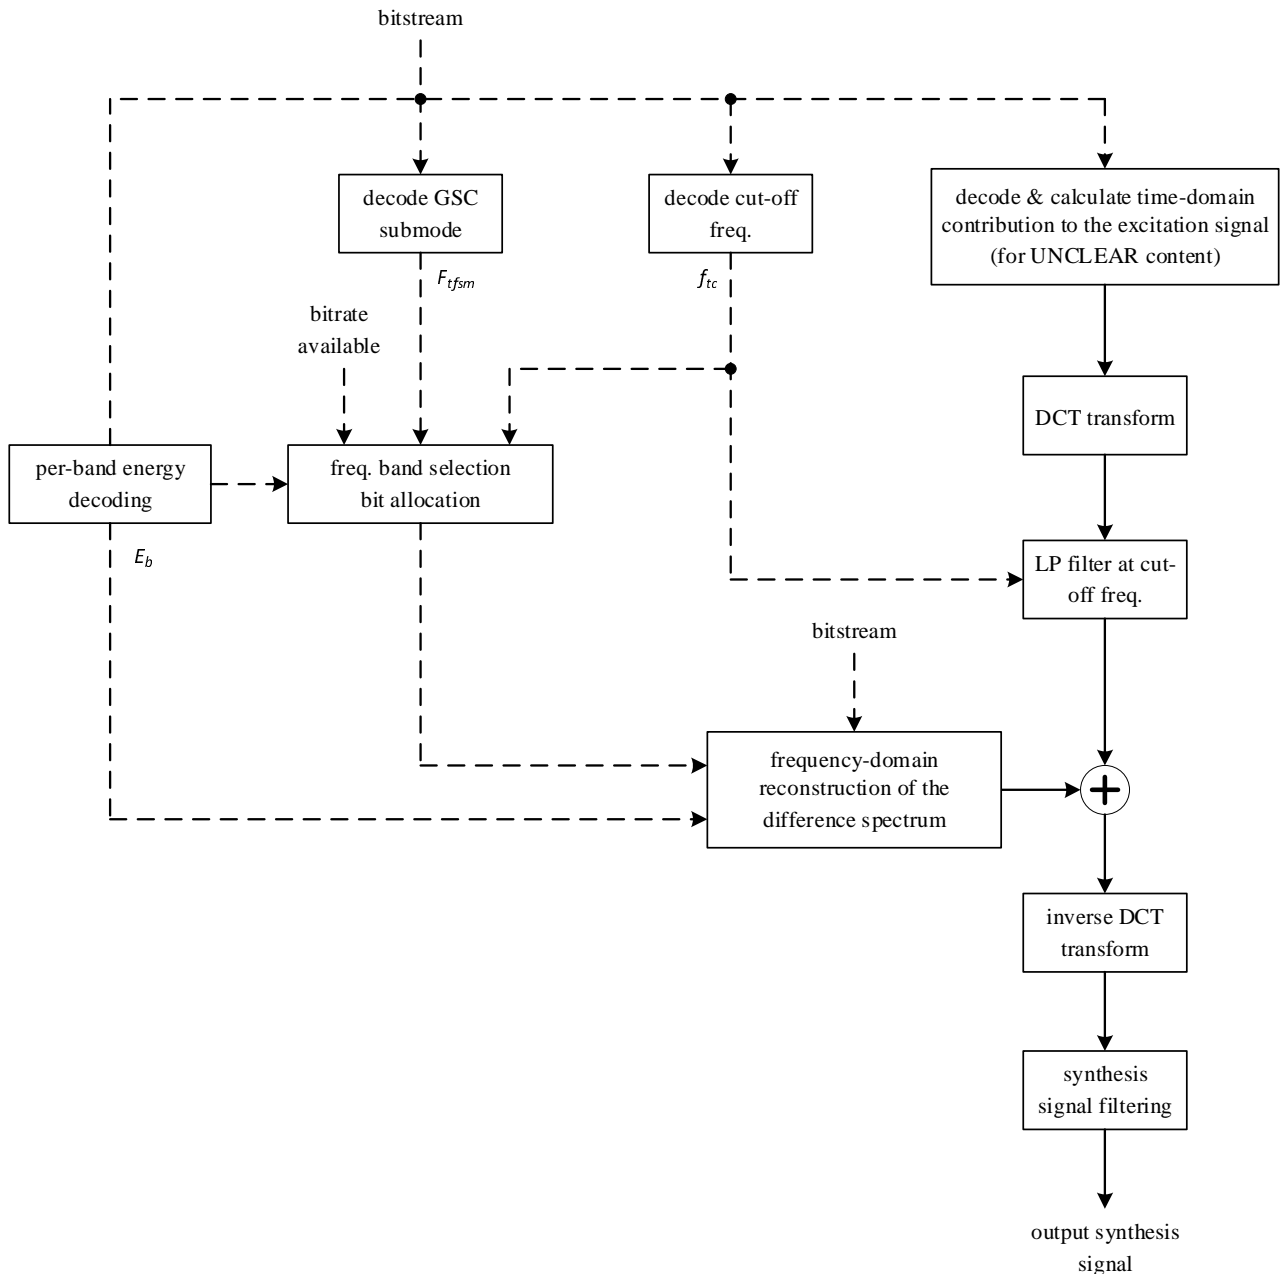 bitstream
decode GSC
submode
decode cut-off
freq.
decode & calculate time-domain
contribution to the excitation signal
(for UNCLEAR content)
F_tfsm
f_tc
bitrate
available
DCT transform
per-band energy
decoding
freq. band selection
bit allocation
E_b
LP filter at cut-
off freq.
bitstream
frequency-domain
reconstruction of the
difference spectrum
+
inverse DCT
transform
synthesis
signal filtering
output synthesis
signal